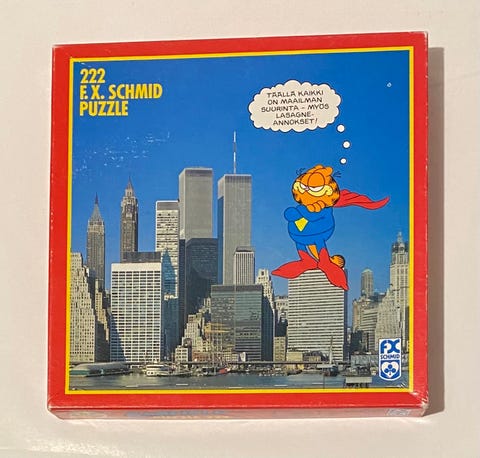 222
F.X. SCHMID
PUZZLE
TÄÄLLÄ KAIKKI
ON MAAILMAN
SUURINTA – MYÖS
LASAGNE-
ANNOKSET!
FX
SCHMID